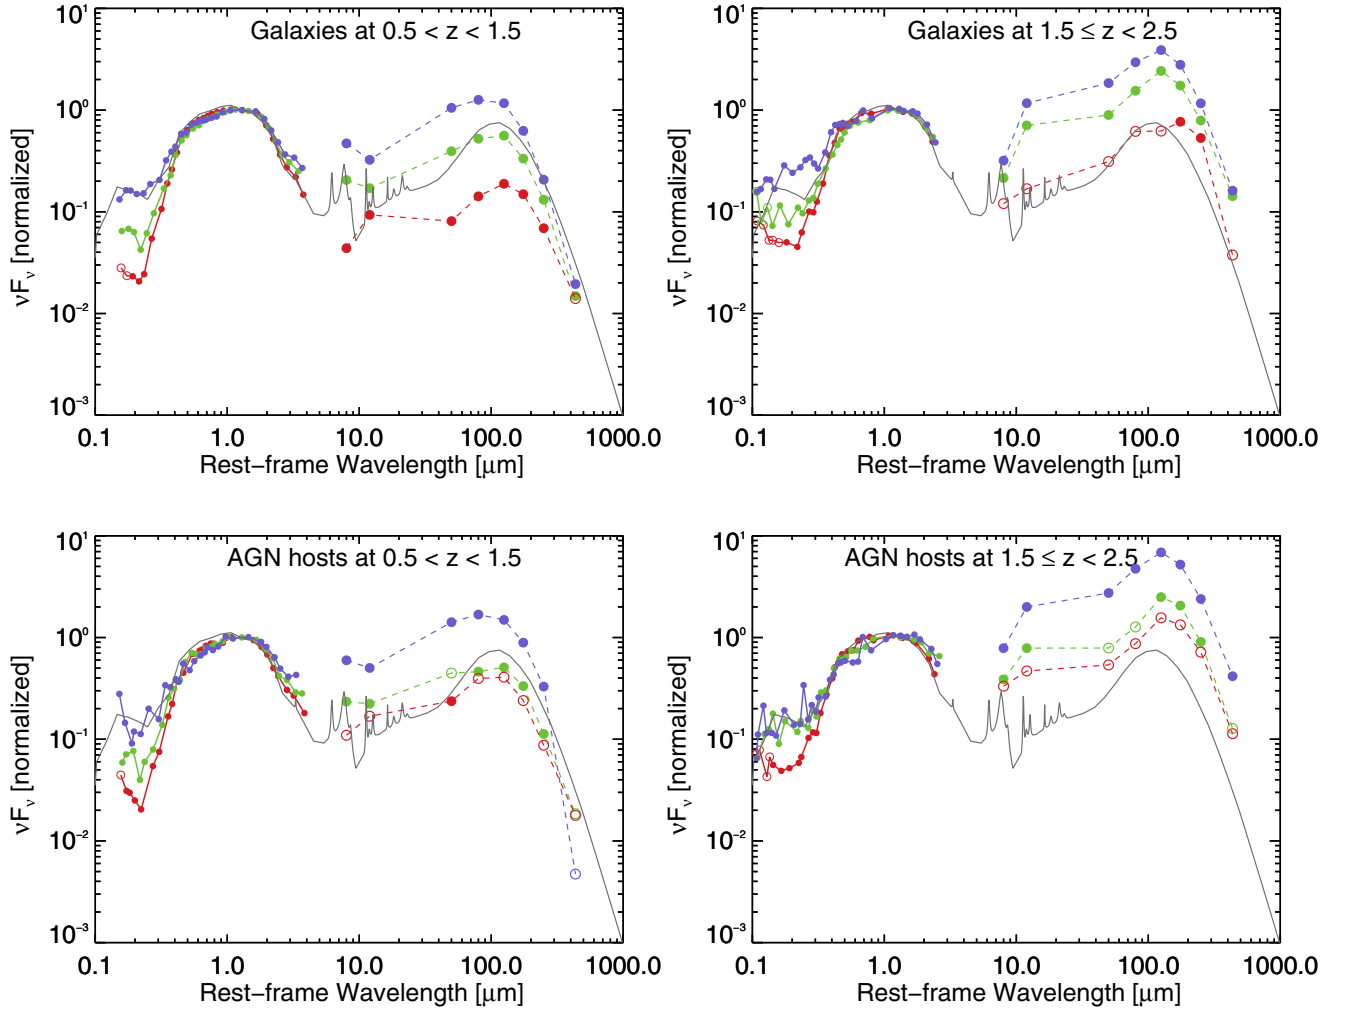 Galaxies at 0.5 < z < 1.5
10¹
10⁰
10⁻¹
10⁻²
10⁻³
νFν [normalized]
0.1 1.0 10.0 100.0 1000.0
Rest−frame Wavelength [μm]
Galaxies at 1.5 ≤ z < 2.5
10¹
10⁰
10⁻¹
10⁻²
10⁻³
νFν [normalized]
0.1 1.0 10.0 100.0 1000.0
Rest−frame Wavelength [μm]
AGN hosts at 0.5 < z < 1.5
10¹
10⁰
10⁻¹
10⁻²
10⁻³
νFν [normalized]
0.1 1.0 10.0 100.0 1000.0
Rest−frame Wavelength [μm]
AGN hosts at 1.5 ≤ z < 2.5
10¹
10⁰
10⁻¹
10⁻²
10⁻³
νFν [normalized]
0.1 1.0 10.0 100.0 1000.0
Rest−frame Wavelength [μm]